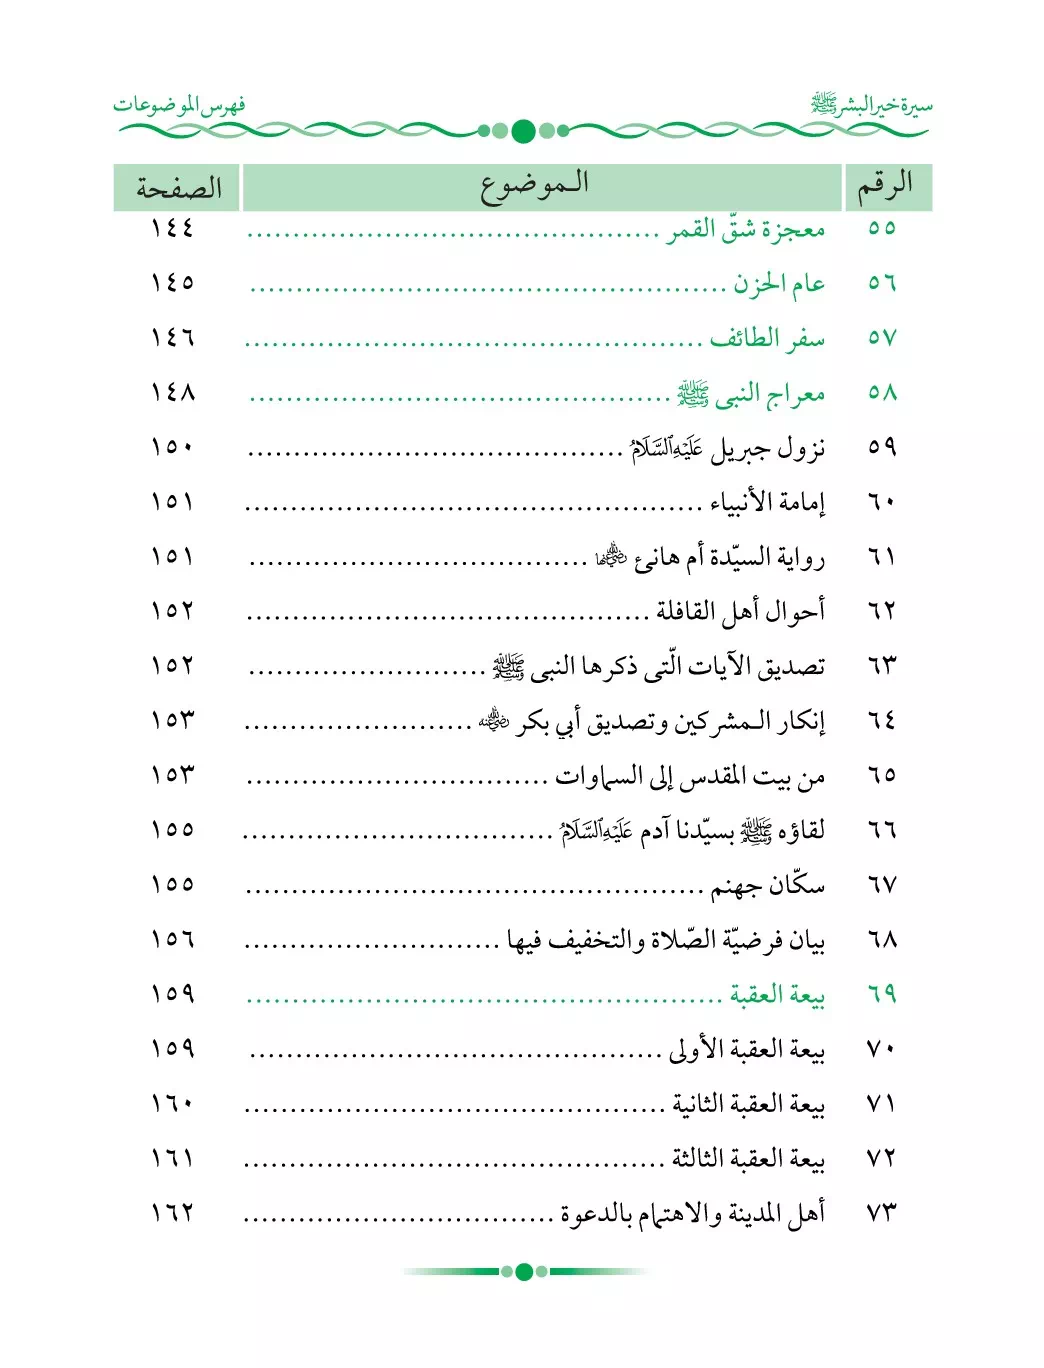 سيرة خير البشر ﷺ فهرس الموضوعات
الرقم الـموضوع الصفحة
٥٥ معجزة شقّ القمر ............................................. ١٤٤
٥٦ عام الحزن .................................................... ١٤٥
٥٧ سفر الطائف .................................................. ١٤٦
٥٨ معراج النبى ﷺ .............................................. ١٤٨
٥٩ نزول جبريل عَلَيْهِ ٱلسَّلَامُ ......................................... ١٥٠
٦٠ إمامة الأنبياء .................................................. ١٥١
٦١ رواية السيّدة أم هانئ رضي الله عنها ..................................... ١٥١
٦٢ أحوال أهل القافلة ............................................ ١٥٢
٦٣ تصديق الآيات الّتى ذكرها النبى ﷺ .......................... ١٥٢
٦٤ إنكار الـمشركين وتصديق أبي بكر رضي الله عنه ......................... ١٥٣
٦٥ من بيت المقدس إلى السماوات ................................. ١٥٣
٦٦ لقاؤه ﷺ بسيّدنا آدم عَلَيْهِ ٱلسَّلَامُ .................................. ١٥٥
٦٧ سكّان جهنم .................................................. ١٥٥
٦٨ بيان فرضيّة الصّلاة والتخفيف فيها ............................ ١٥٦
٦٩ بيعة العقبة .................................................... ١٥٩
٧٠ بيعة العقبة الأولى ............................................. ١٥٩
٧١ بيعة العقبة الثانية .............................................. ١٦٠
٧٢ بيعة العقبة الثالثة .............................................. ١٦١
٧٣ أهل المدينة والاهتمام بالدعوة .................................. ١٦٢